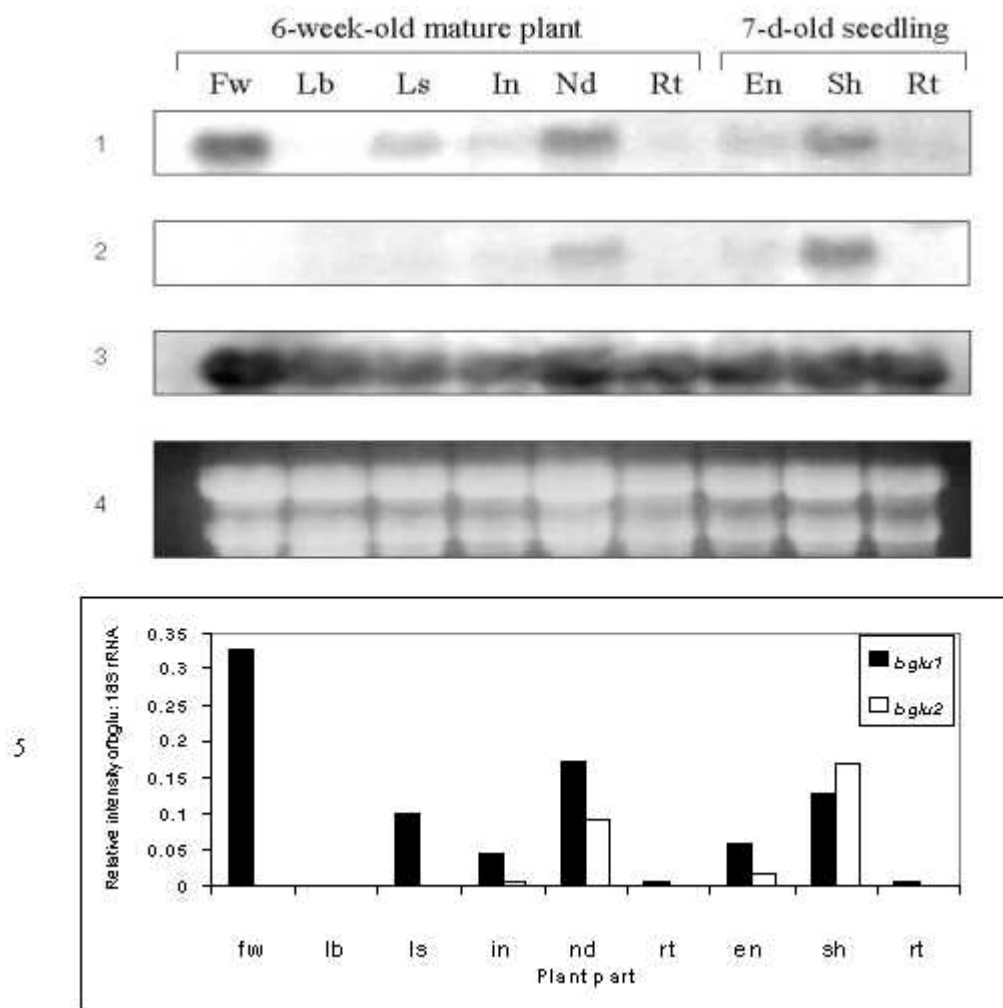 6-week-old mature plant 7-d-old seedling
Fw Lb Ls In Nd Rt En Sh Rt
1
2
3
4
5
0.35
0.3
0.25
0.2
0.15
0.1
0.05
0
Relative intensity ofbglu: 18S rRNA
bglu1
bglu2
fw lb ls in nd rt en sh rt
Plant part